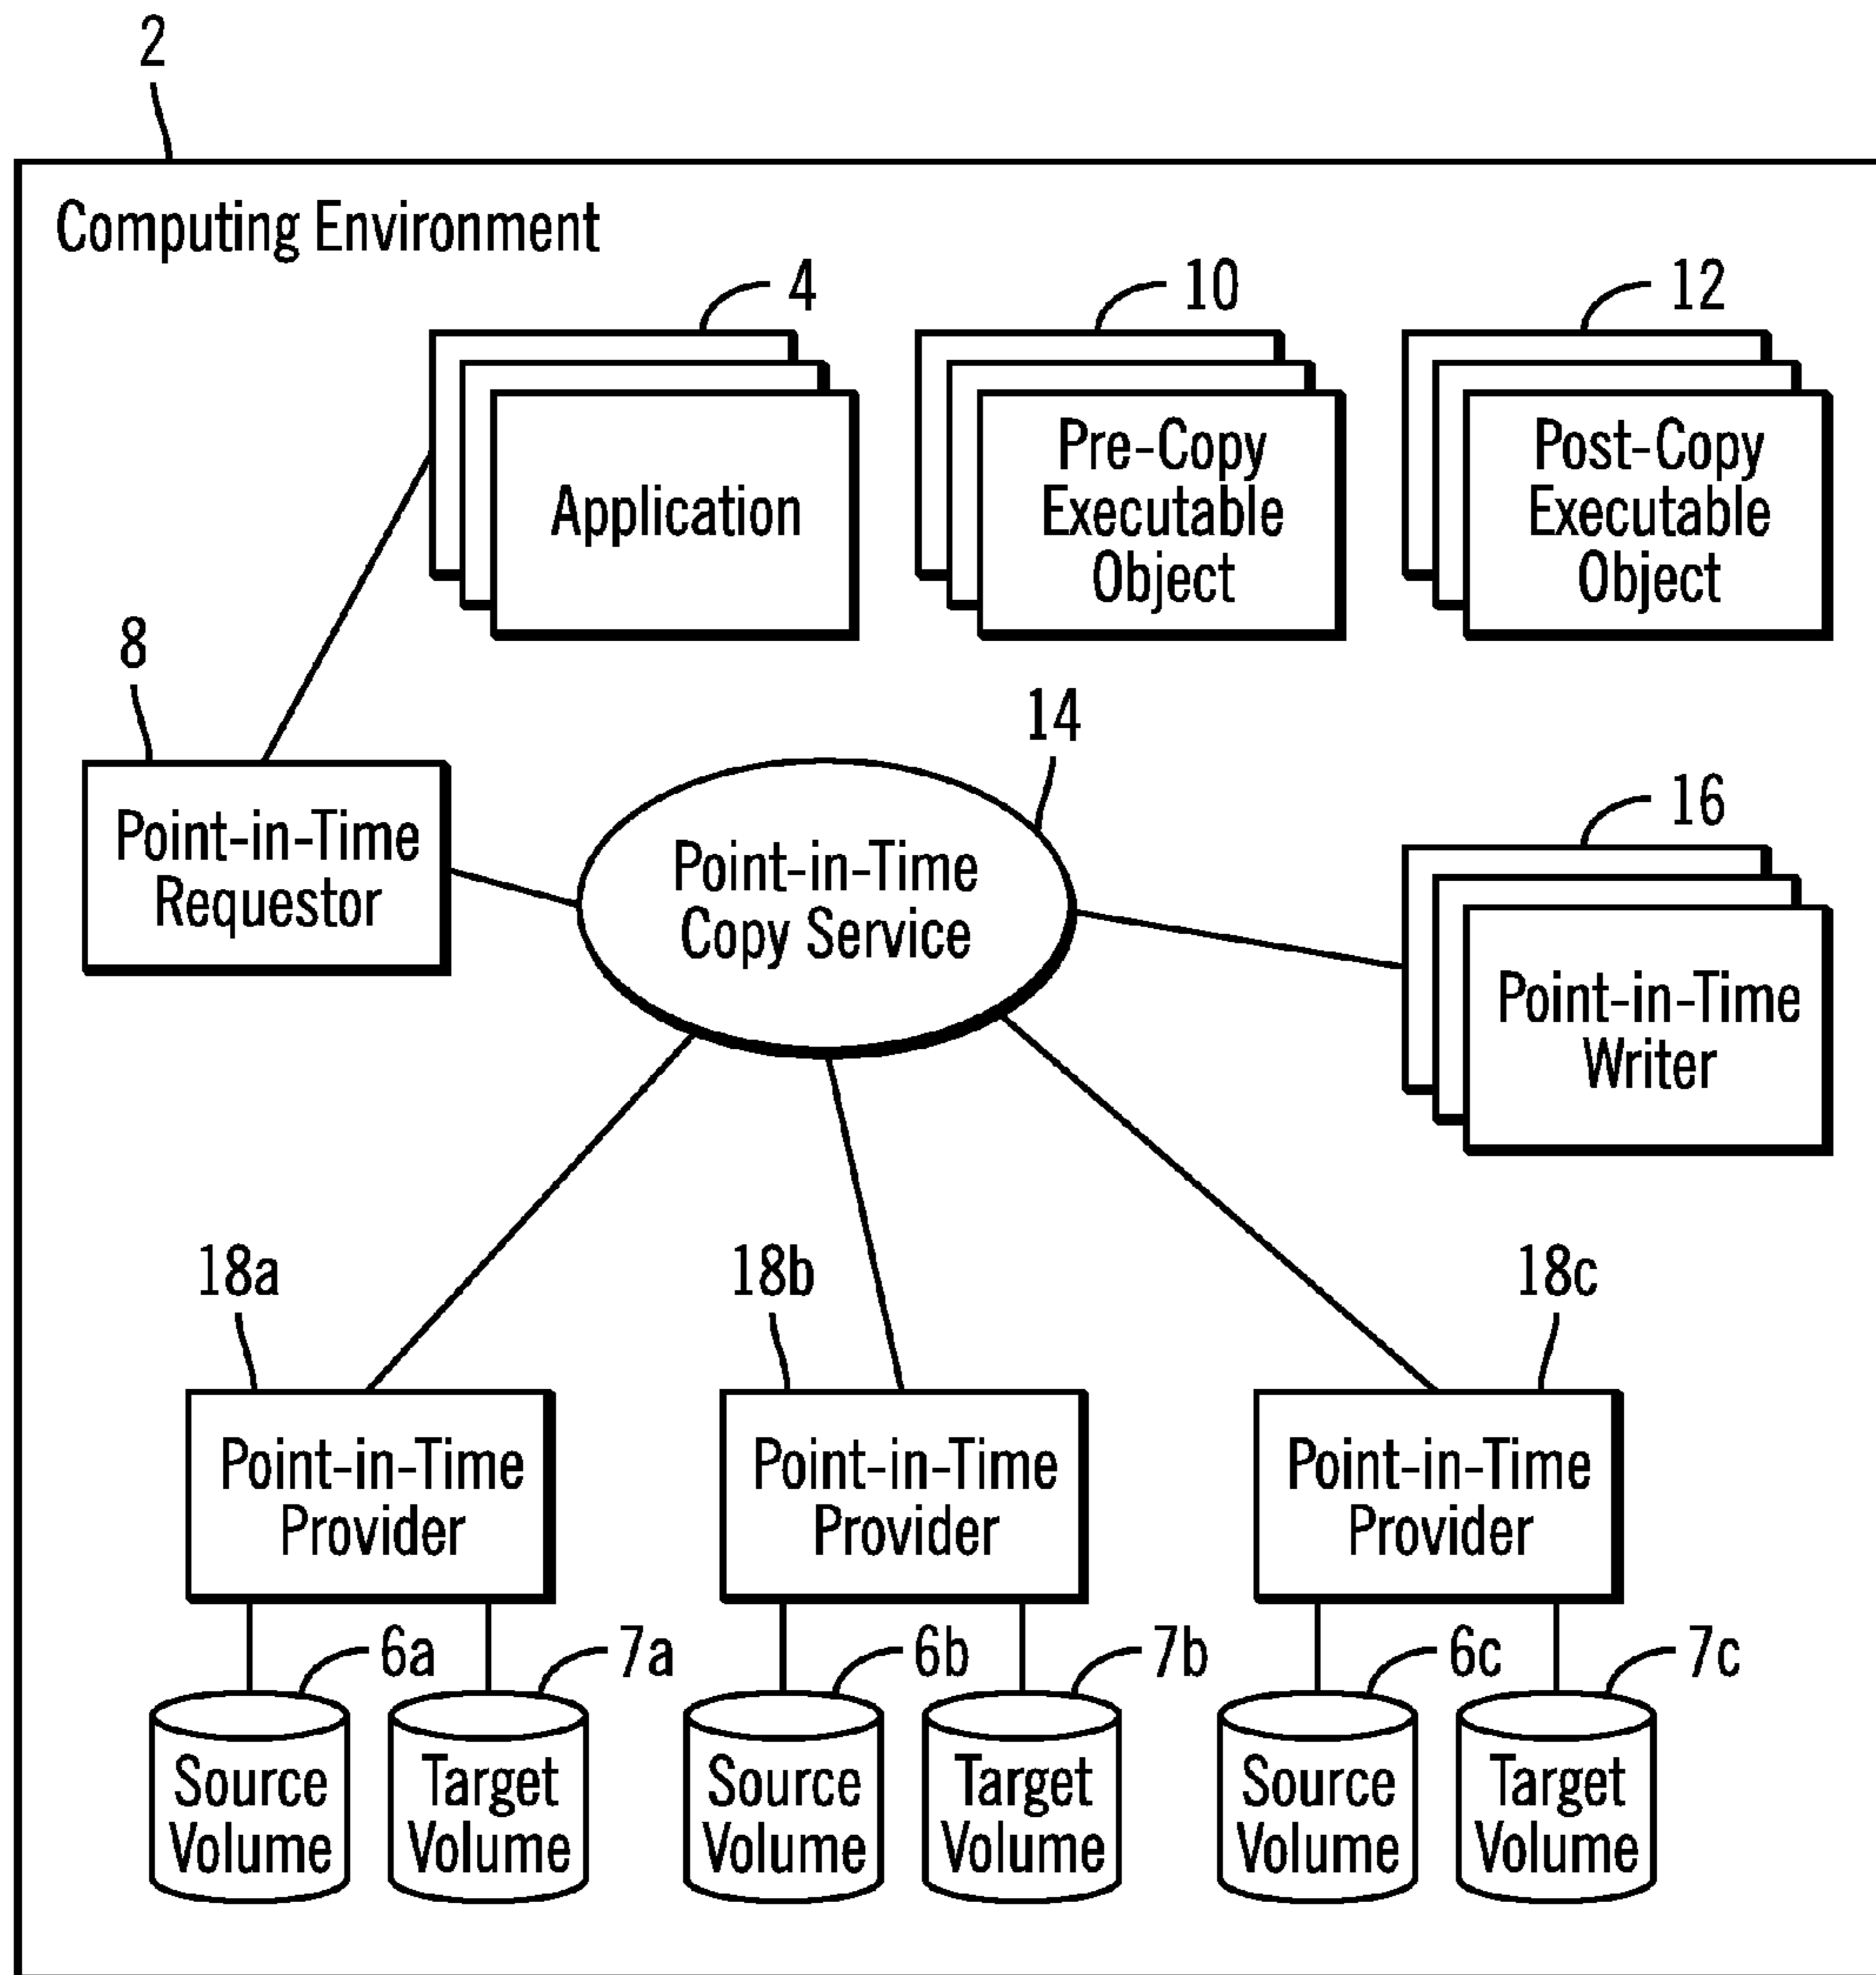 2
Computing Environment
4
10
12
Application
Pre-Copy
Executable
Object
Post-Copy
Executable
Object
8
14
16
Point-in-Time
Requestor
Point-in-Time
Copy Service
Point-in-Time
Writer
18a
18b
18c
Point-in-Time
Provider
Point-in-Time
Provider
Point-in-Time
Provider
6a
7a
6b
7b
6c
7c
Source
Volume
Target
Volume
Source
Volume
Target
Volume
Source
Volume
Target
Volume